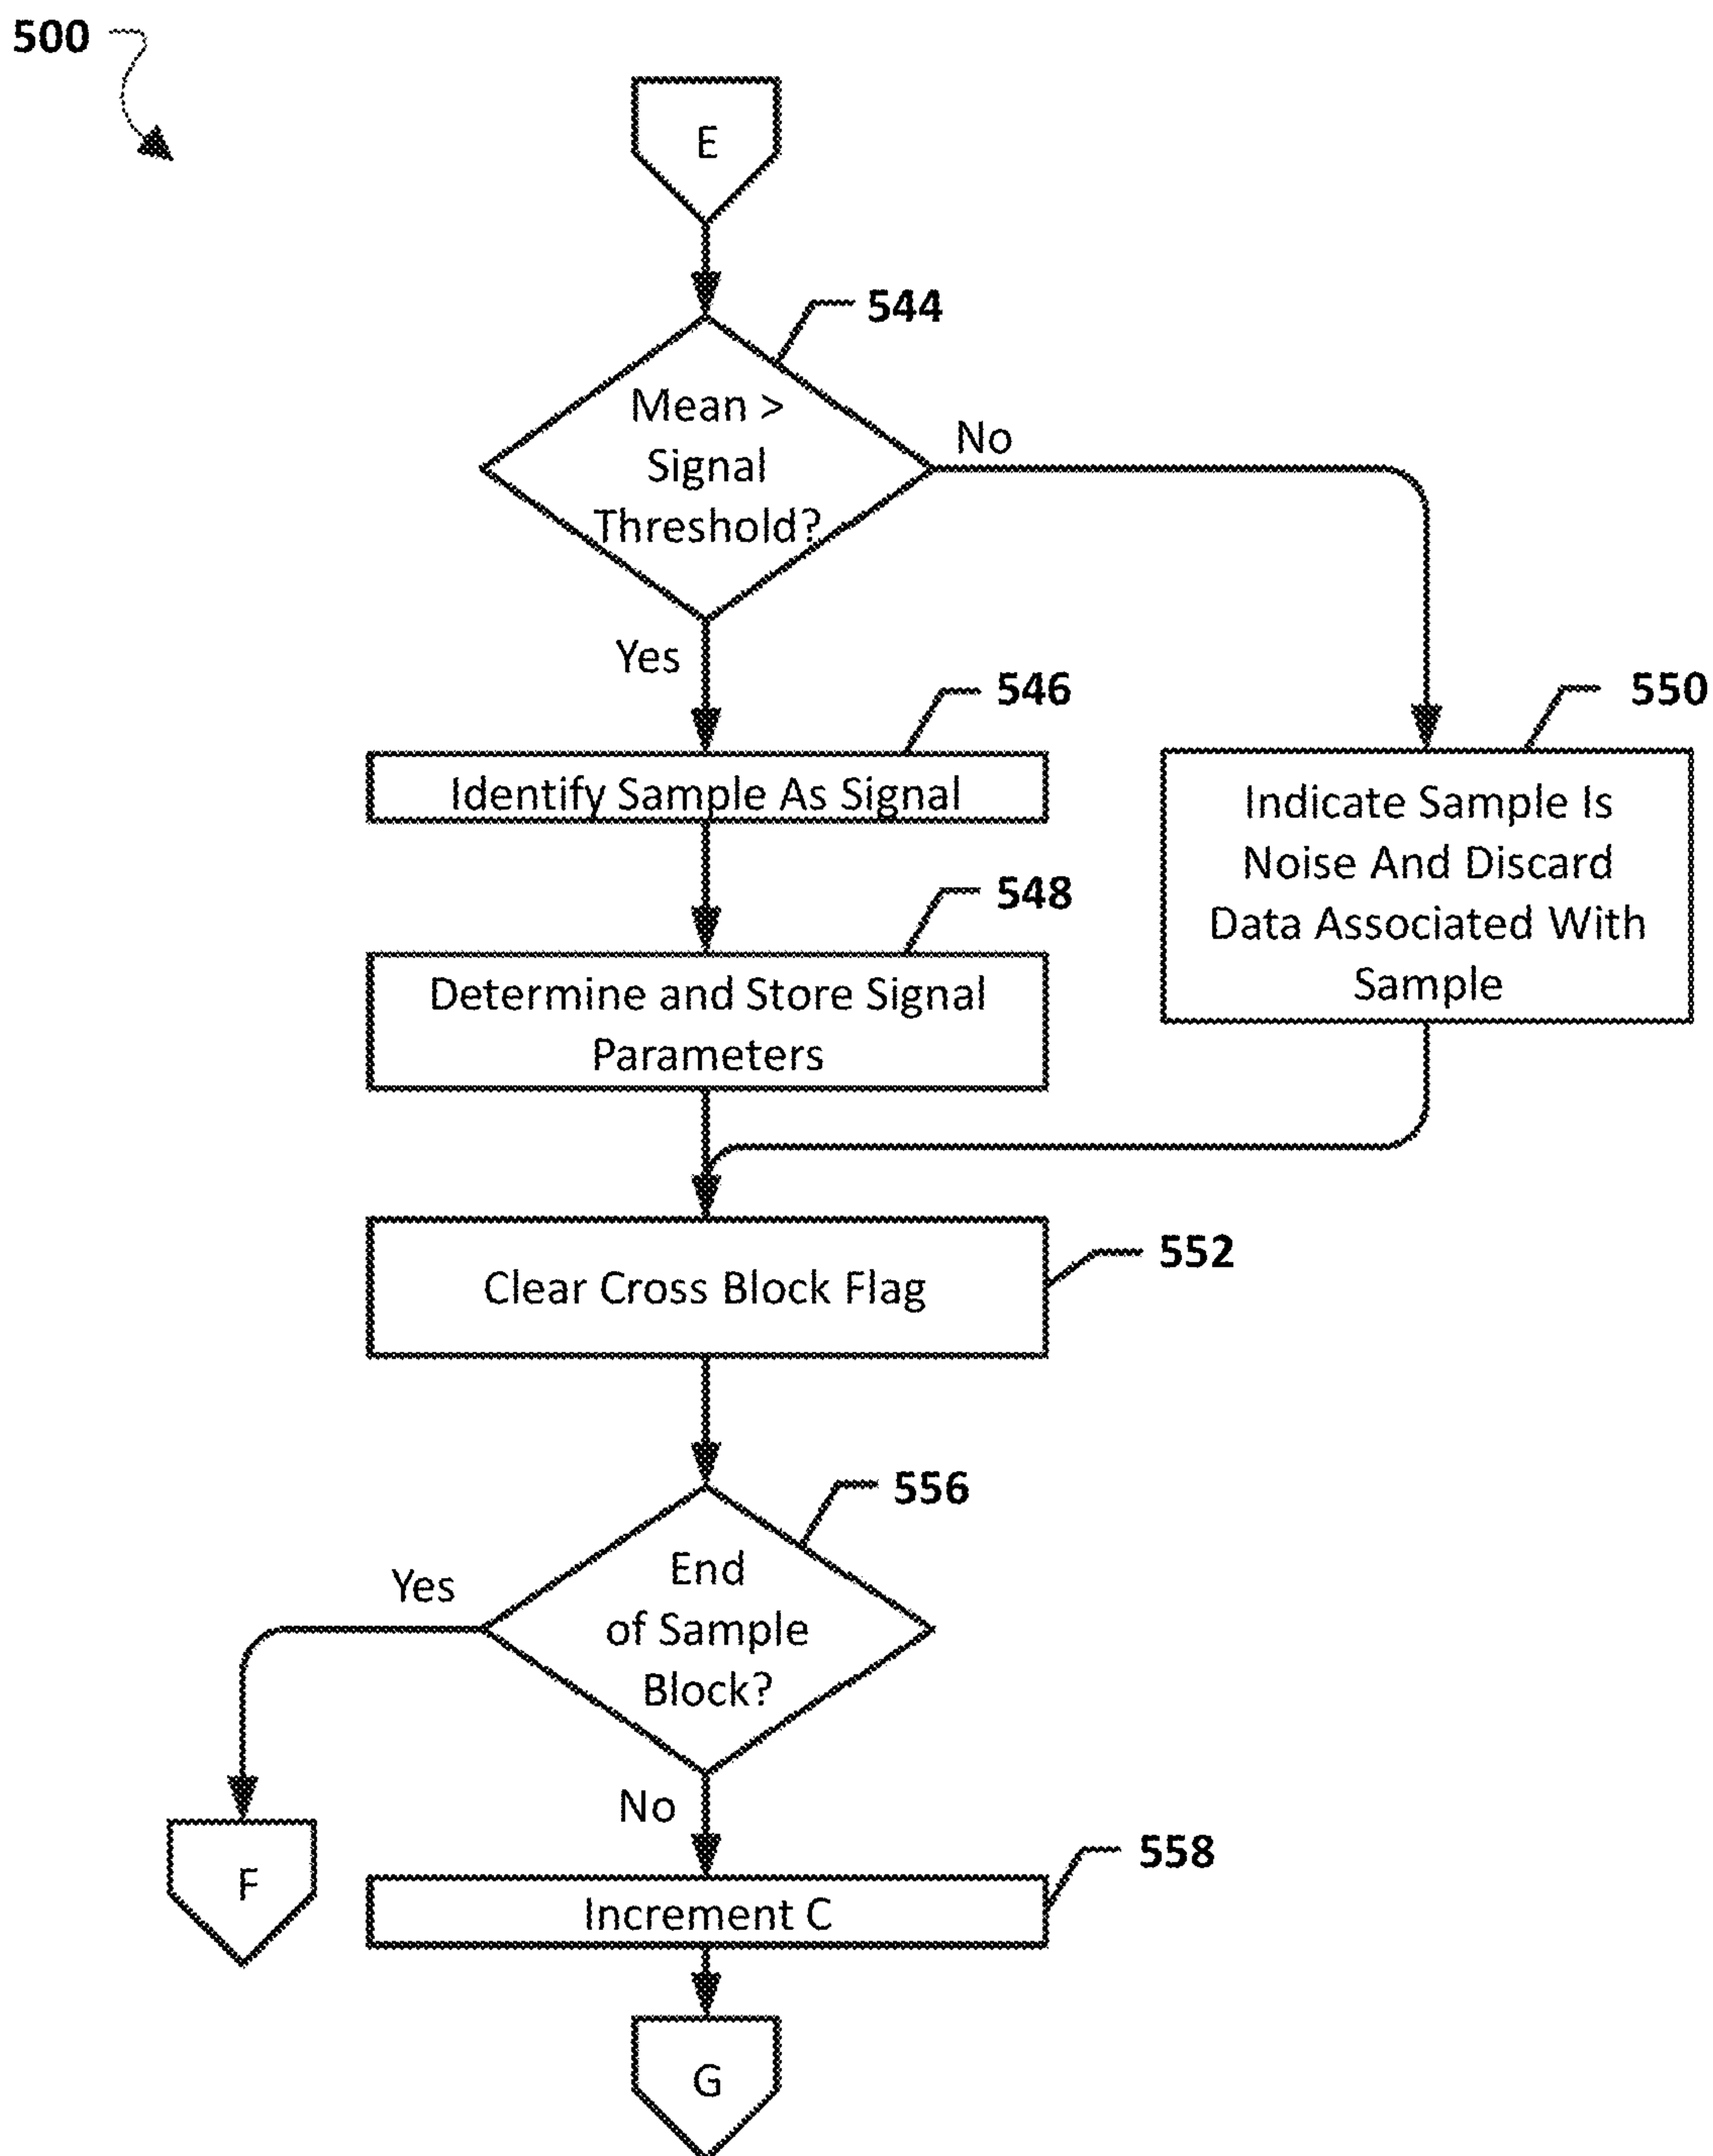 500
E
544
Mean >
Signal
Threshold?
No
Yes
546
550
Identify Sample As Signal
Indicate Sample Is
Noise And Discard
Data Associated With
Sample
548
Determine and Store Signal
Parameters
552
Clear Cross Block Flag
556
End
of Sample
Block?
Yes
No
F
558
Increment C
G